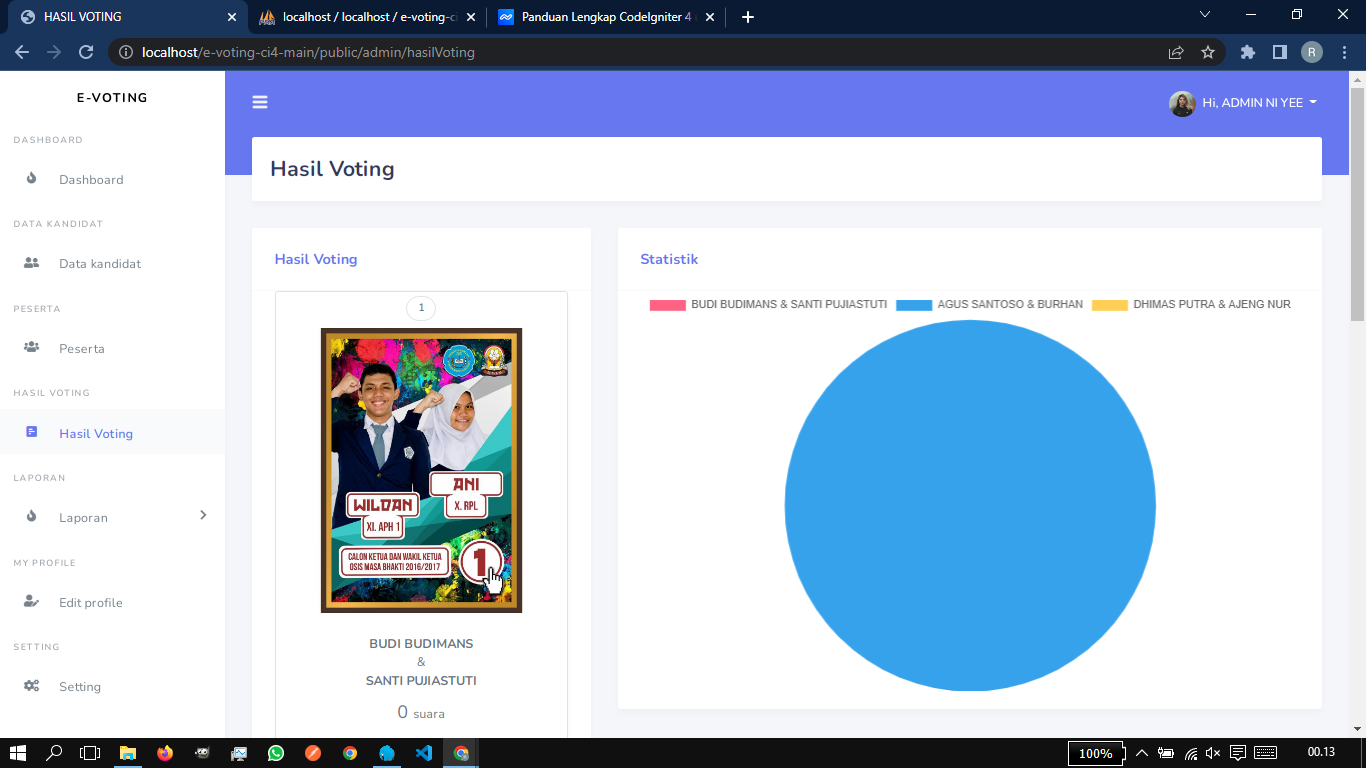 HASIL VOTING
localhost / localhost / e-voting-ci
Panduan Lengkap CodeIgniter 4
localhost/e-voting-ci4-main/public/admin/hasilVoting
R
E-VOTING
Hi, ADMIN NI YEE
DASHBOARD
Dashboard
DATA KANDIDAT
Data kandidat
PESERTA
Peserta
HASIL VOTING
Hasil Voting
LAPORAN
Laporan
MY PROFILE
Edit profile
SETTING
Setting
Hasil Voting
Hasil Voting
1
WILDAN
XI. APH 1
ANI
X. RPL
CALON KETUA DAN WAKIL KETUA
OSIS MASA BHAKTI 2016/2017
1
BUDI BUDIMANS
&
SANTI PUJIASTUTI
0 suara
Statistik
BUDI BUDIMANS & SANTI PUJIASTUTI
AGUS SANTOSO & BURHAN
DHIMAS PUTRA & AJENG NUR
100%
00.13